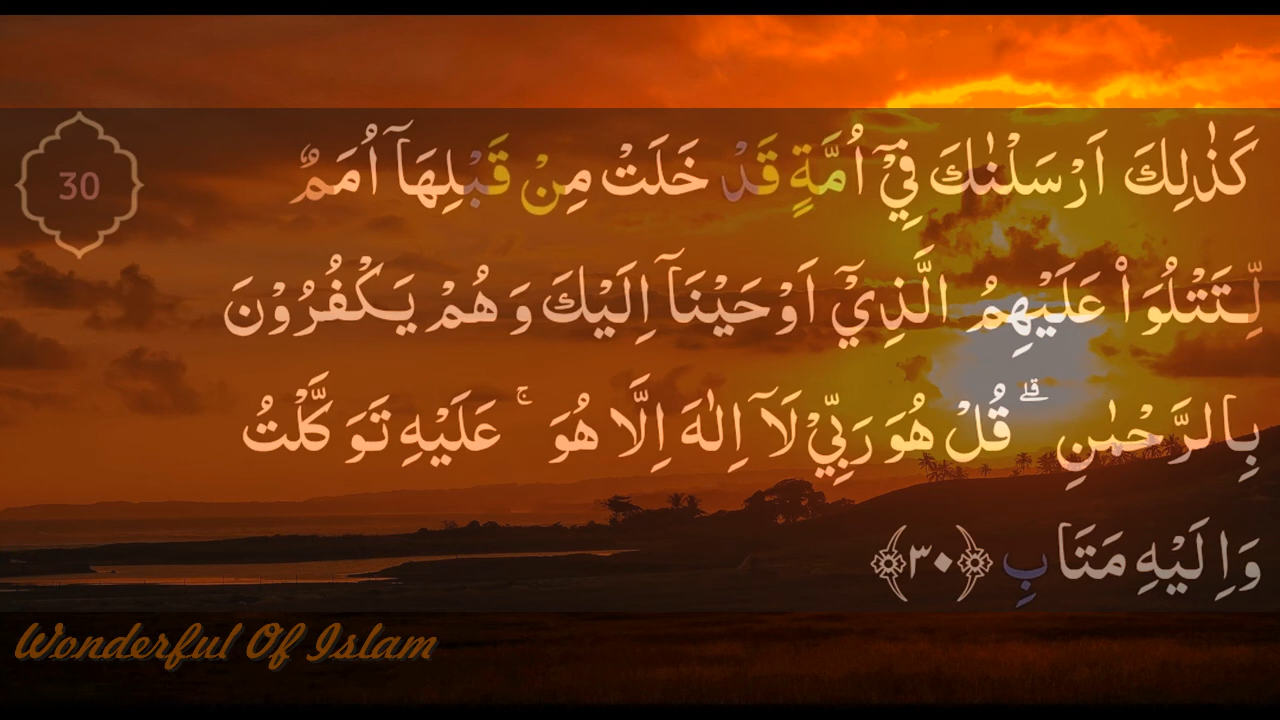 30
كَذٰلِكَ اَرْسَلْنٰكَ فِيْۤ اُمَّةٍ قَدْ خَلَتْ مِنْ قَبْلِهَاۤ اُمَمٌ
لِّتَتْلُوَا۟ عَلَيْهِمُ الَّذِيْۤ اَوْحَيْنَاۤ اِلَيْكَ وَ هُمْ يَكْفُرُوْنَ
بِالرَّحْمٰنِ ؕ قُلْ هُوَ رَبِّيْ لَاۤ اِلٰهَ اِلَّا هُوَ ۚ عَلَيْهِ تَوَكَّلْتُ
وَاِلَيْهِ مَتَابِ ﴿٣٠﴾
Wonderful Of Islam